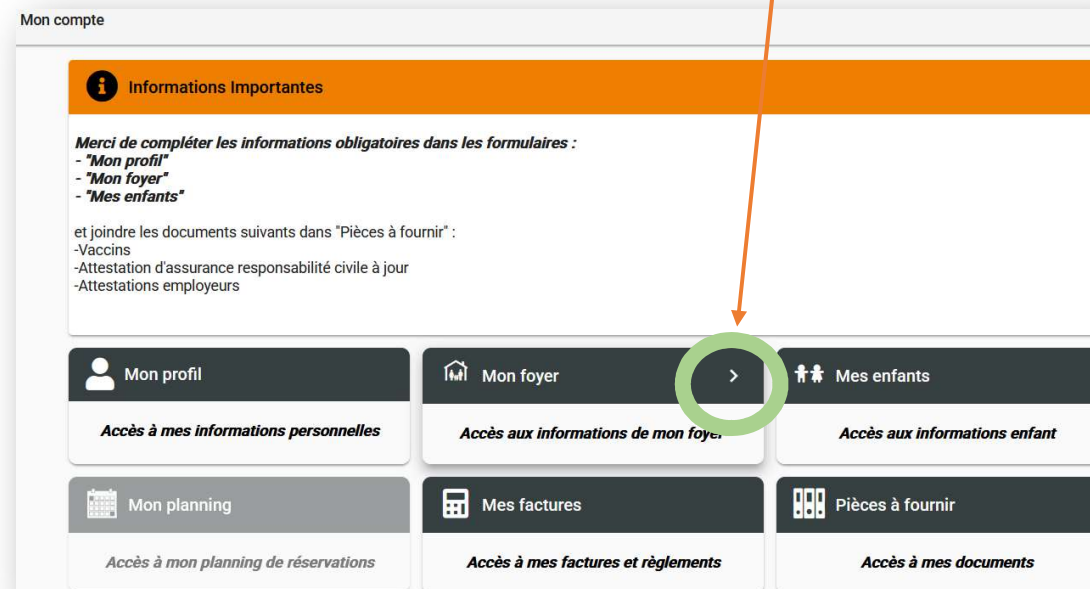 Mon compte
Informations Importantes
Merci de compléter les informations obligatoires dans les formulaires :
- "Mon profil"
- "Mon foyer"
- "Mes enfants"
et joindre les documents suivants dans "Pièces à fournir" :
-Vaccins
-Attestation d'assurance responsabilité civile à jour
-Attestations employeurs
Mon profil
Accès à mes informations personnelles
Mon foyer
Accès aux informations de mon foyer
Mes enfants
Accès aux informations enfant
Mon planning
Accès à mon planning de réservations
Mes factures
Accès à mes factures et règlements
Pièces à fournir
Accès à mes documents